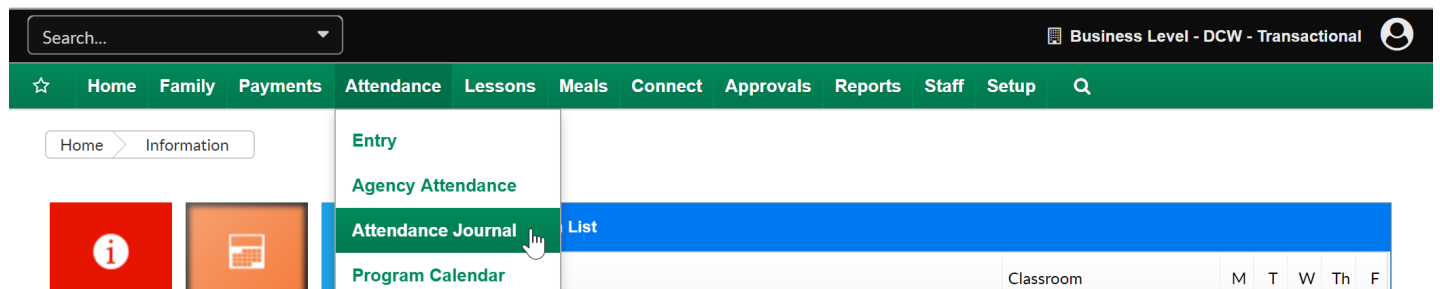 Search...
Business Level - DCW - Transactional
Home Family Payments Attendance Lessons Meals Connect Approvals Reports Staff Setup
Home Information
Entry
Agency Attendance
Attendance Journal
List
Program Calendar
Classroom M T W Th F